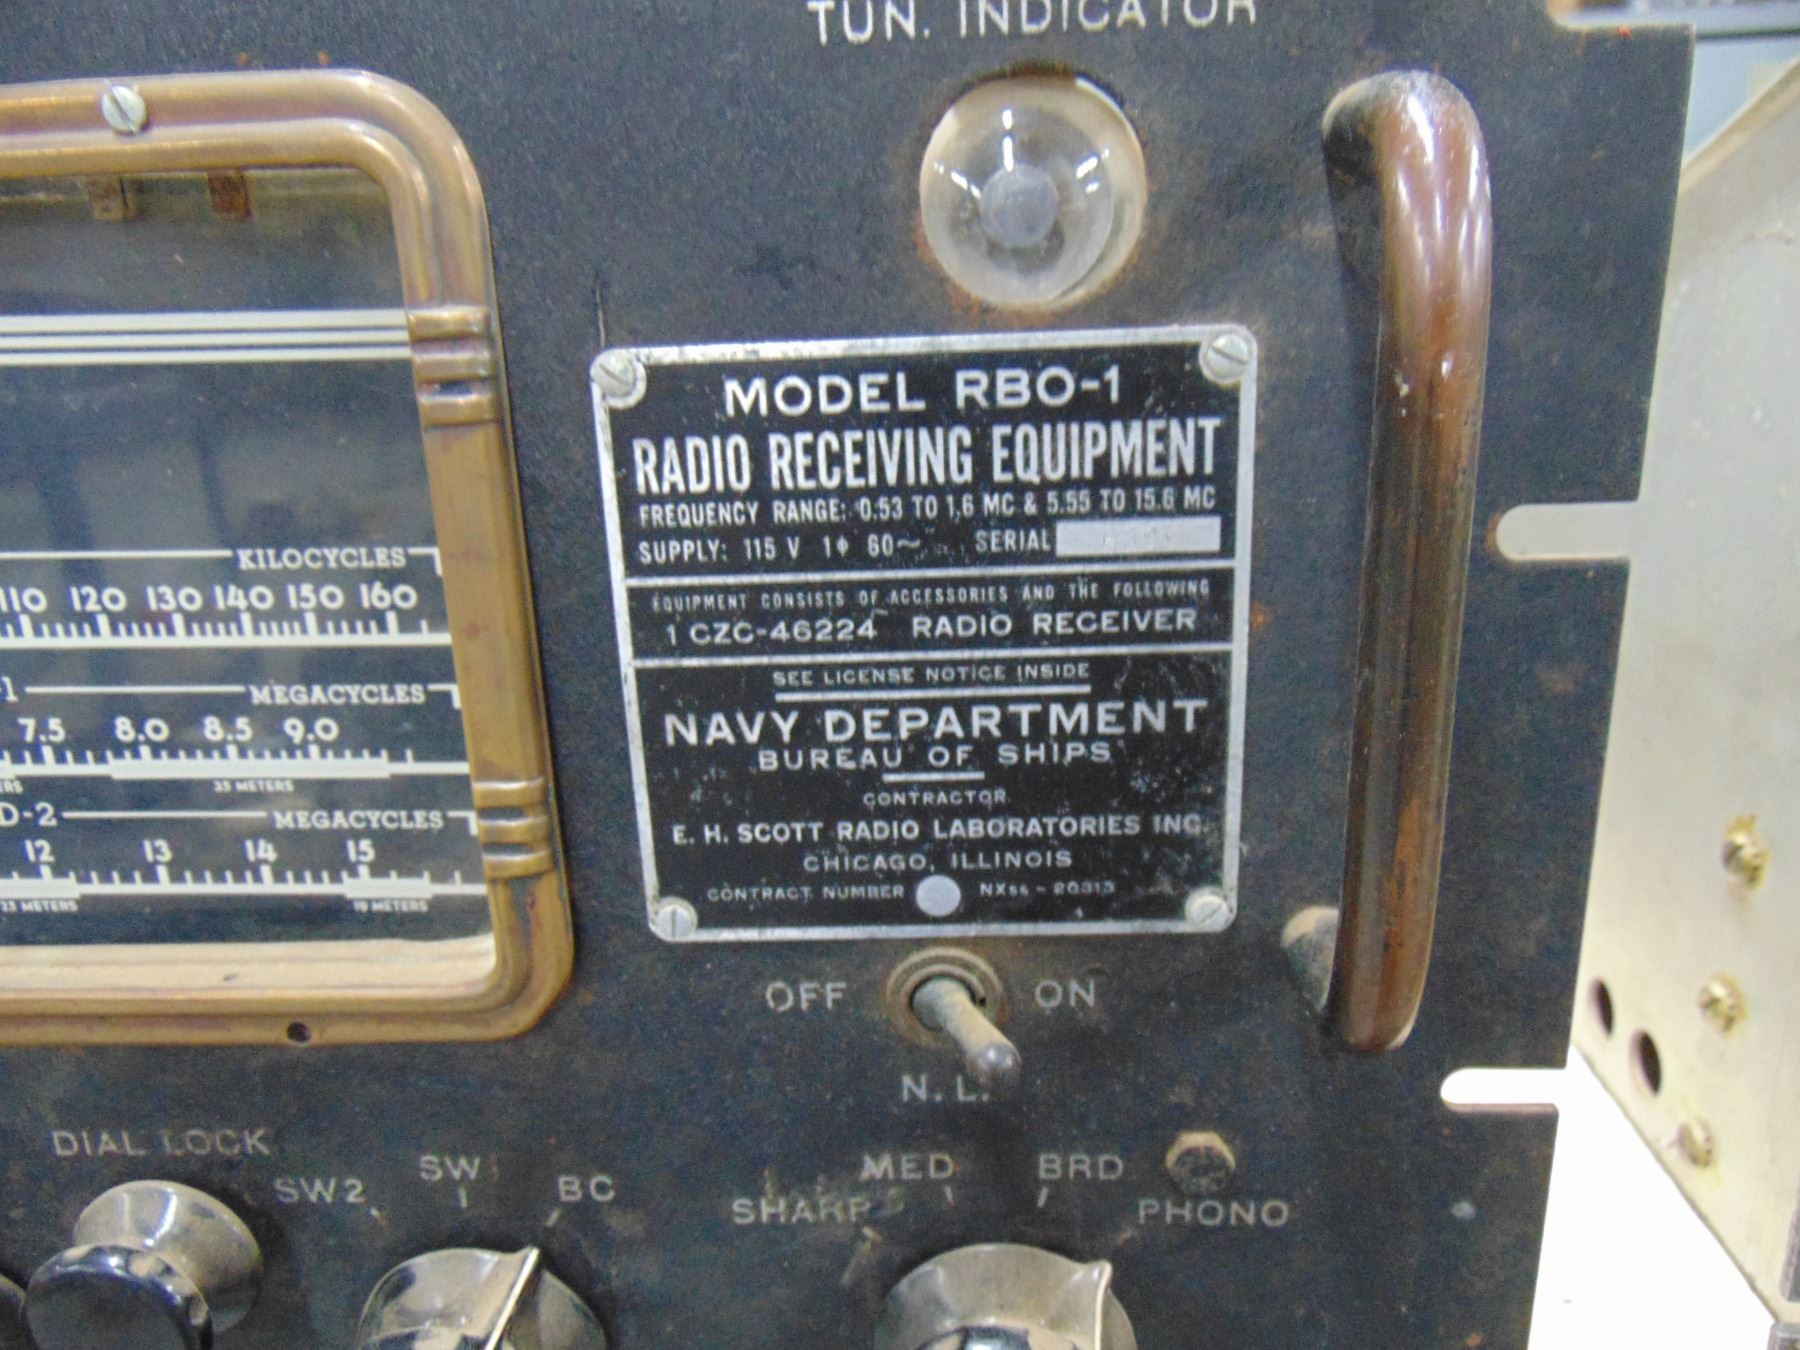 TUN. INDICATOR
MODEL RBO-1
RADIO RECEIVING EQUIPMENT
FREQUENCY RANGE: 0.53 TO 1.6 MC & 5.55 TO 15.6 MC
SUPPLY: 115 V 1ϕ 60~ SERIAL
EQUIPMENT CONSISTS OF ACCESSORIES AND THE FOLLOWING
1 CZC-46224 RADIO RECEIVER
SEE LICENSE NOTICE INSIDE
NAVY DEPARTMENT
BUREAU OF SHIPS
CONTRACTOR
E. H. SCOTT RADIO LABORATORIES INC.
CHICAGO, ILLINOIS
CONTRACT NUMBER NXss-20313
KILOCYCLES
110 120 130 140 150 160
-1 MEGACYCLES
7.5 8.0 8.5 9.0
RS 35 METERS
D-2 MEGACYCLES
12 13 14 15
23 METERS 19 METERS
OFF ON
N. L.
DIAL LOCK
SW2 SW BC
SHARP MED BRD
PHONO